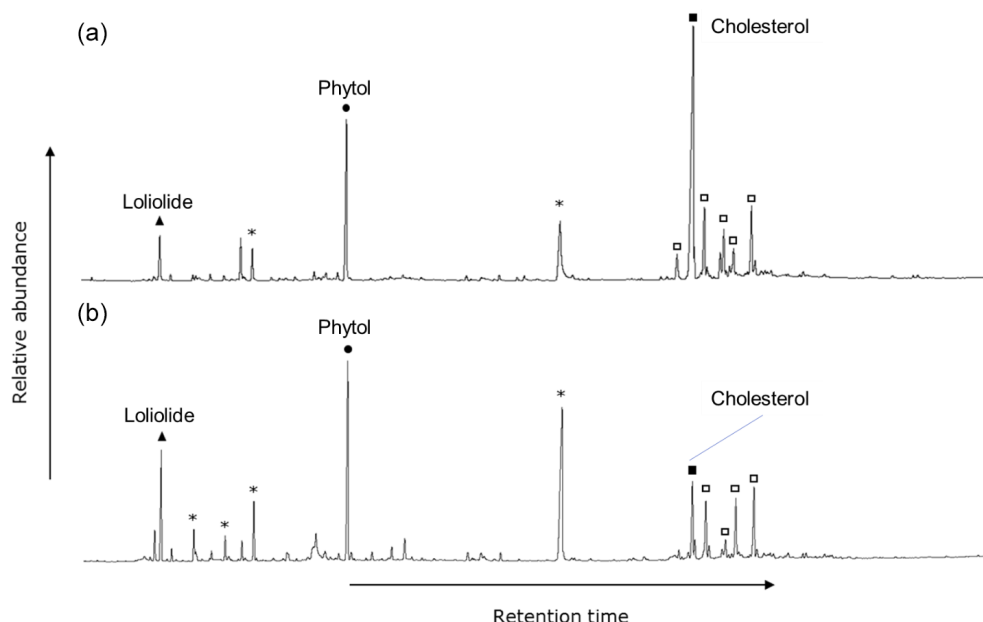 (a)
Cholesterol
Phytol
Loliolide
*
*
Relative abundance
(b)
Phytol
Loliolide
Cholesterol
*
*
*
*
Retention time